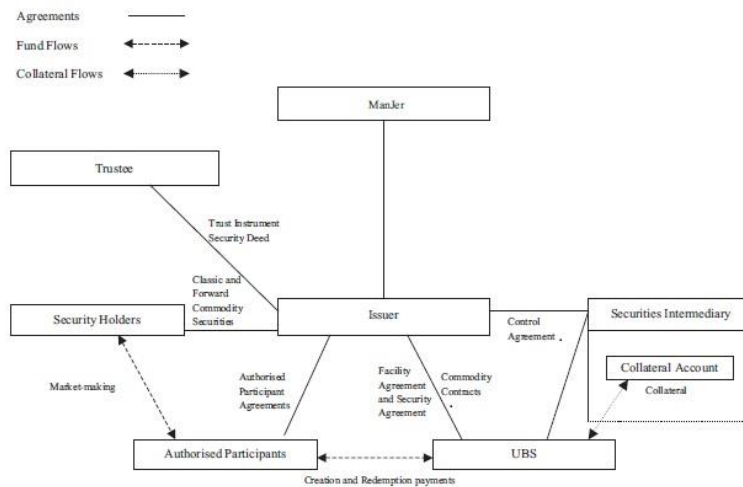 Agreements
Fund Flows
Collateral Flows
ManJer
Trustee
Trust Instrument
Security Deed
Classic and
Forward
Commodity
Securities
Security Holders
Issuer
Securities Intermediary
Control
Agreement
Collateral Account
Collateral
Market-making
Authorised
Participant
Agreements
Facility
Agreement
and Security
Agreement
Commodity
Contracts
Authorised Participants
UBS
Creation and Redemption payments